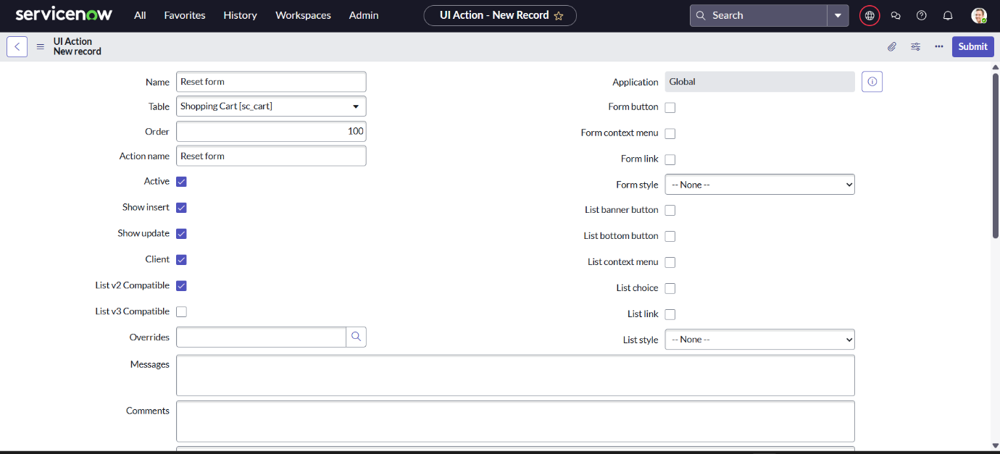 servicenow All Favorites History Workspaces Admin UI Action - New Record Search
UI Action
New record
Submit
Name Reset form
Application Global
Table Shopping Cart [sc_cart]
Form button
Order 100
Form context menu
Action name Reset form
Form link
Active
Form style -- None --
Show insert
List banner button
Show update
List bottom button
Client
List context menu
List v2 Compatible
List choice
List v3 Compatible
List link
Overrides
List style -- None --
Messages
Comments